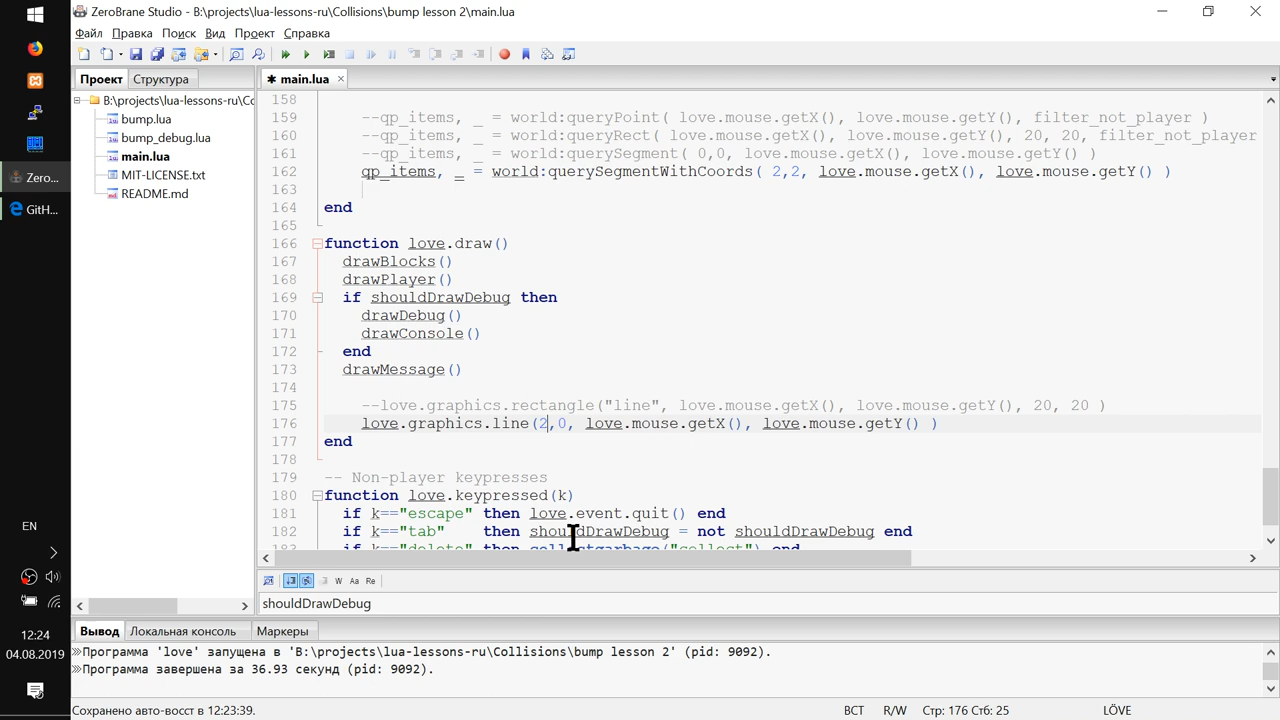 ZeroBrane Studio - B:\projects\lua-lessons-ru\Collisions\bump lesson 2\main.lua
Файл Правка Поиск Вид Проект Справка
Проект Структура
main.lua
B:\projects\lua-lessons-ru\Cc
bump.lua
bump_debug.lua
main.lua
MIT-LICENSE.txt
README.md
158
159 --qp_items, _ = world:queryPoint( love.mouse.getX(), love.mouse.getY(), filter_not_player )
160 --qp_items, _ = world:queryRect( love.mouse.getX(), love.mouse.getY(), 20, 20, filter_not_player
161 --qp_items, _ = world:querySegment( 0,0, love.mouse.getX(), love.mouse.getY() )
162 qp_items, _ = world:querySegmentWithCoords( 2,2, love.mouse.getX(), love.mouse.getY() )
163
164 end
165
166 function love.draw()
167 drawBlocks()
168 drawPlayer()
169 if shouldDrawDebug then
170 drawDebug()
171 drawConsole()
172 end
173 drawMessage()
174
175 --love.graphics.rectangle("line", love.mouse.getX(), love.mouse.getY(), 20, 20 )
176 love.graphics.line(2,0, love.mouse.getX(), love.mouse.getY() )
177 end
178
179 -- Non-player keypresses
180 function love.keypressed(k)
181 if k=="escape" then love.event.quit() end
182 if k=="tab" then shouldDrawDebug = not shouldDrawDebug end
183 if k=="delete" then collectgarbage("collect") end
W Aa Re
shouldDrawDebug
Вывод Локальная консоль Маркеры
Программа 'love' запущена в 'B:\projects\lua-lessons-ru\Collisions\bump lesson 2' (pid: 9092).
Программа завершена за 36.93 секунд (pid: 9092).
Сохранено авто-восст в 12:23:39. ВСТ R/W Стр: 176 Стб: 25 LÖVE
Zero...
GitH...
EN
12:24
04.08.2019